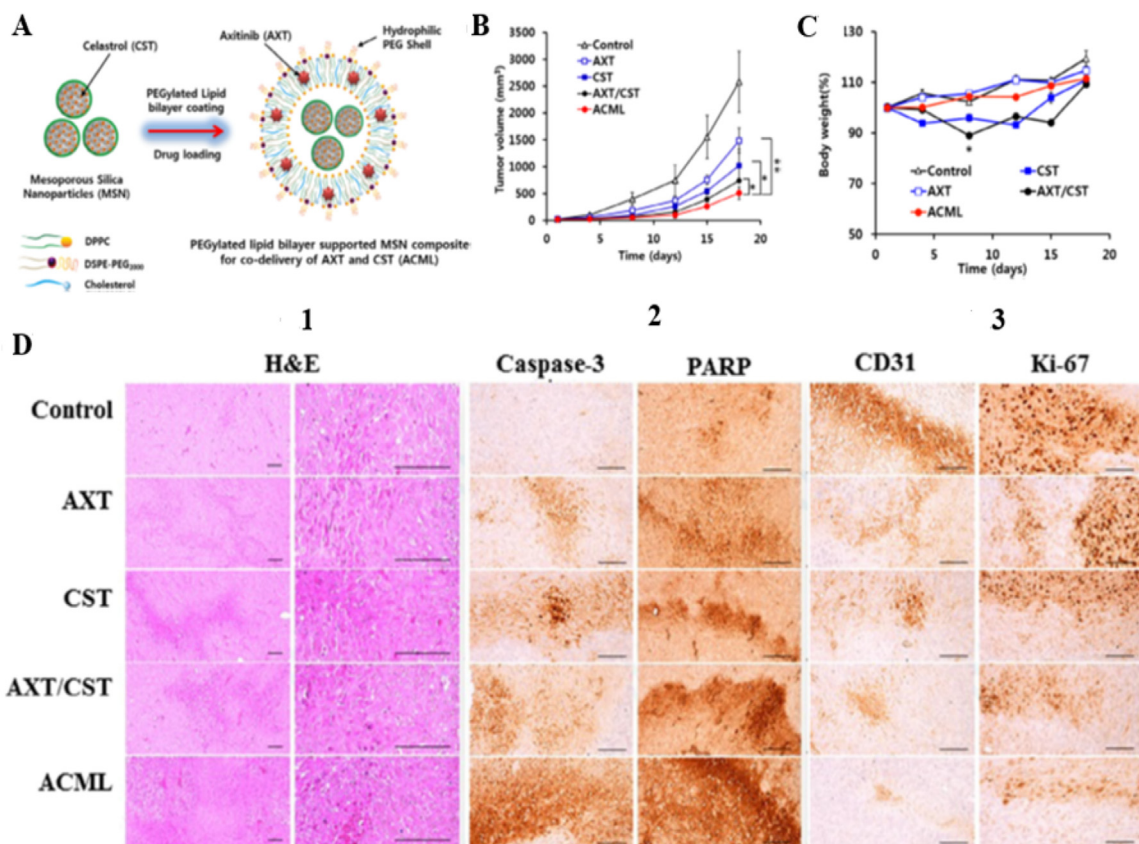 A
Celastrol (CST)
Mesoporous Silica
Nanoparticles (MSN)
PEGylated Lipid
bilayer coating
Drug loading
Axitinib (AXT)
Hydrophilic
PEG Shell
PEGylated lipid bilayer supported MSN composite
for co-delivery of AXT and CST (ACML)
DPPC
DSPE-PEG2000
Cholesterol
B
Tumor volume (mm³)
3500
3000
2500
2000
1500
1000
500
0
Control
AXT
CST
AXT/CST
ACML
*
*
**
0
5
10
15
20
Time (days)
C
Body weight(%)
130
110
90
70
50
*
Control
CST
AXT
AXT/CST
ACML
0
5
10
15
20
Time (days)
1
2
3
D
H&E
Caspase-3
PARP
CD31
Ki-67
Control
AXT
CST
AXT/CST
ACML